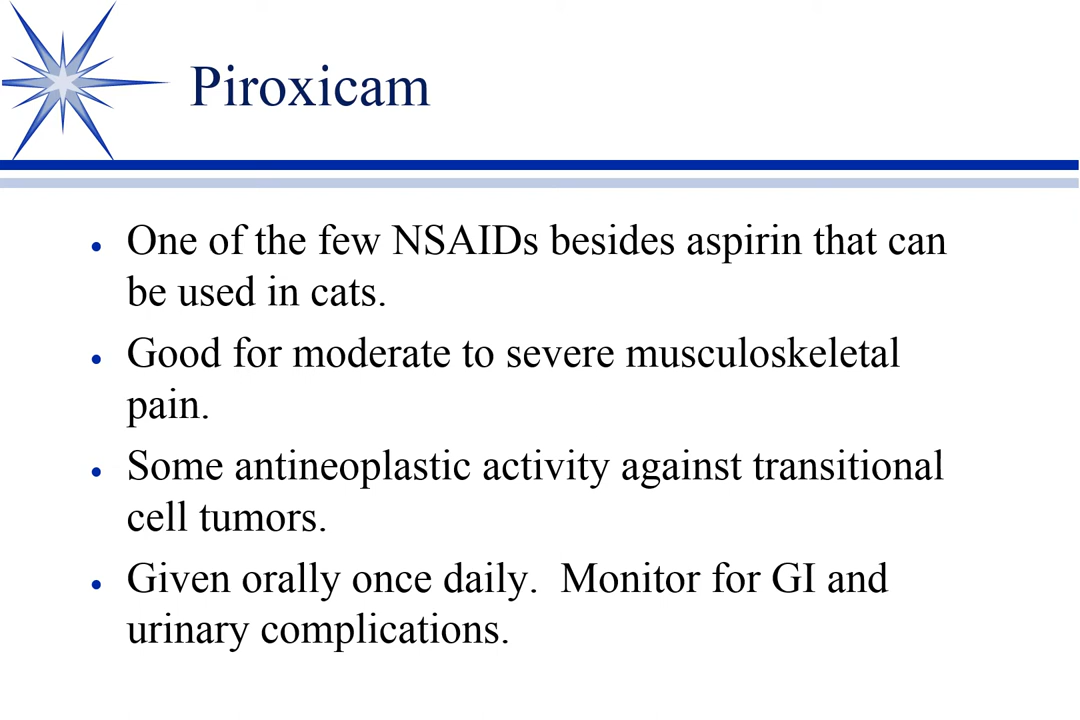 Piroxicam
• One of the few NSAIDs besides aspirin that can
be used in cats.
• Good for moderate to severe musculoskeletal
pain.
• Some antineoplastic activity against transitional
cell tumors.
• Given orally once daily.  Monitor for GI and
urinary complications.